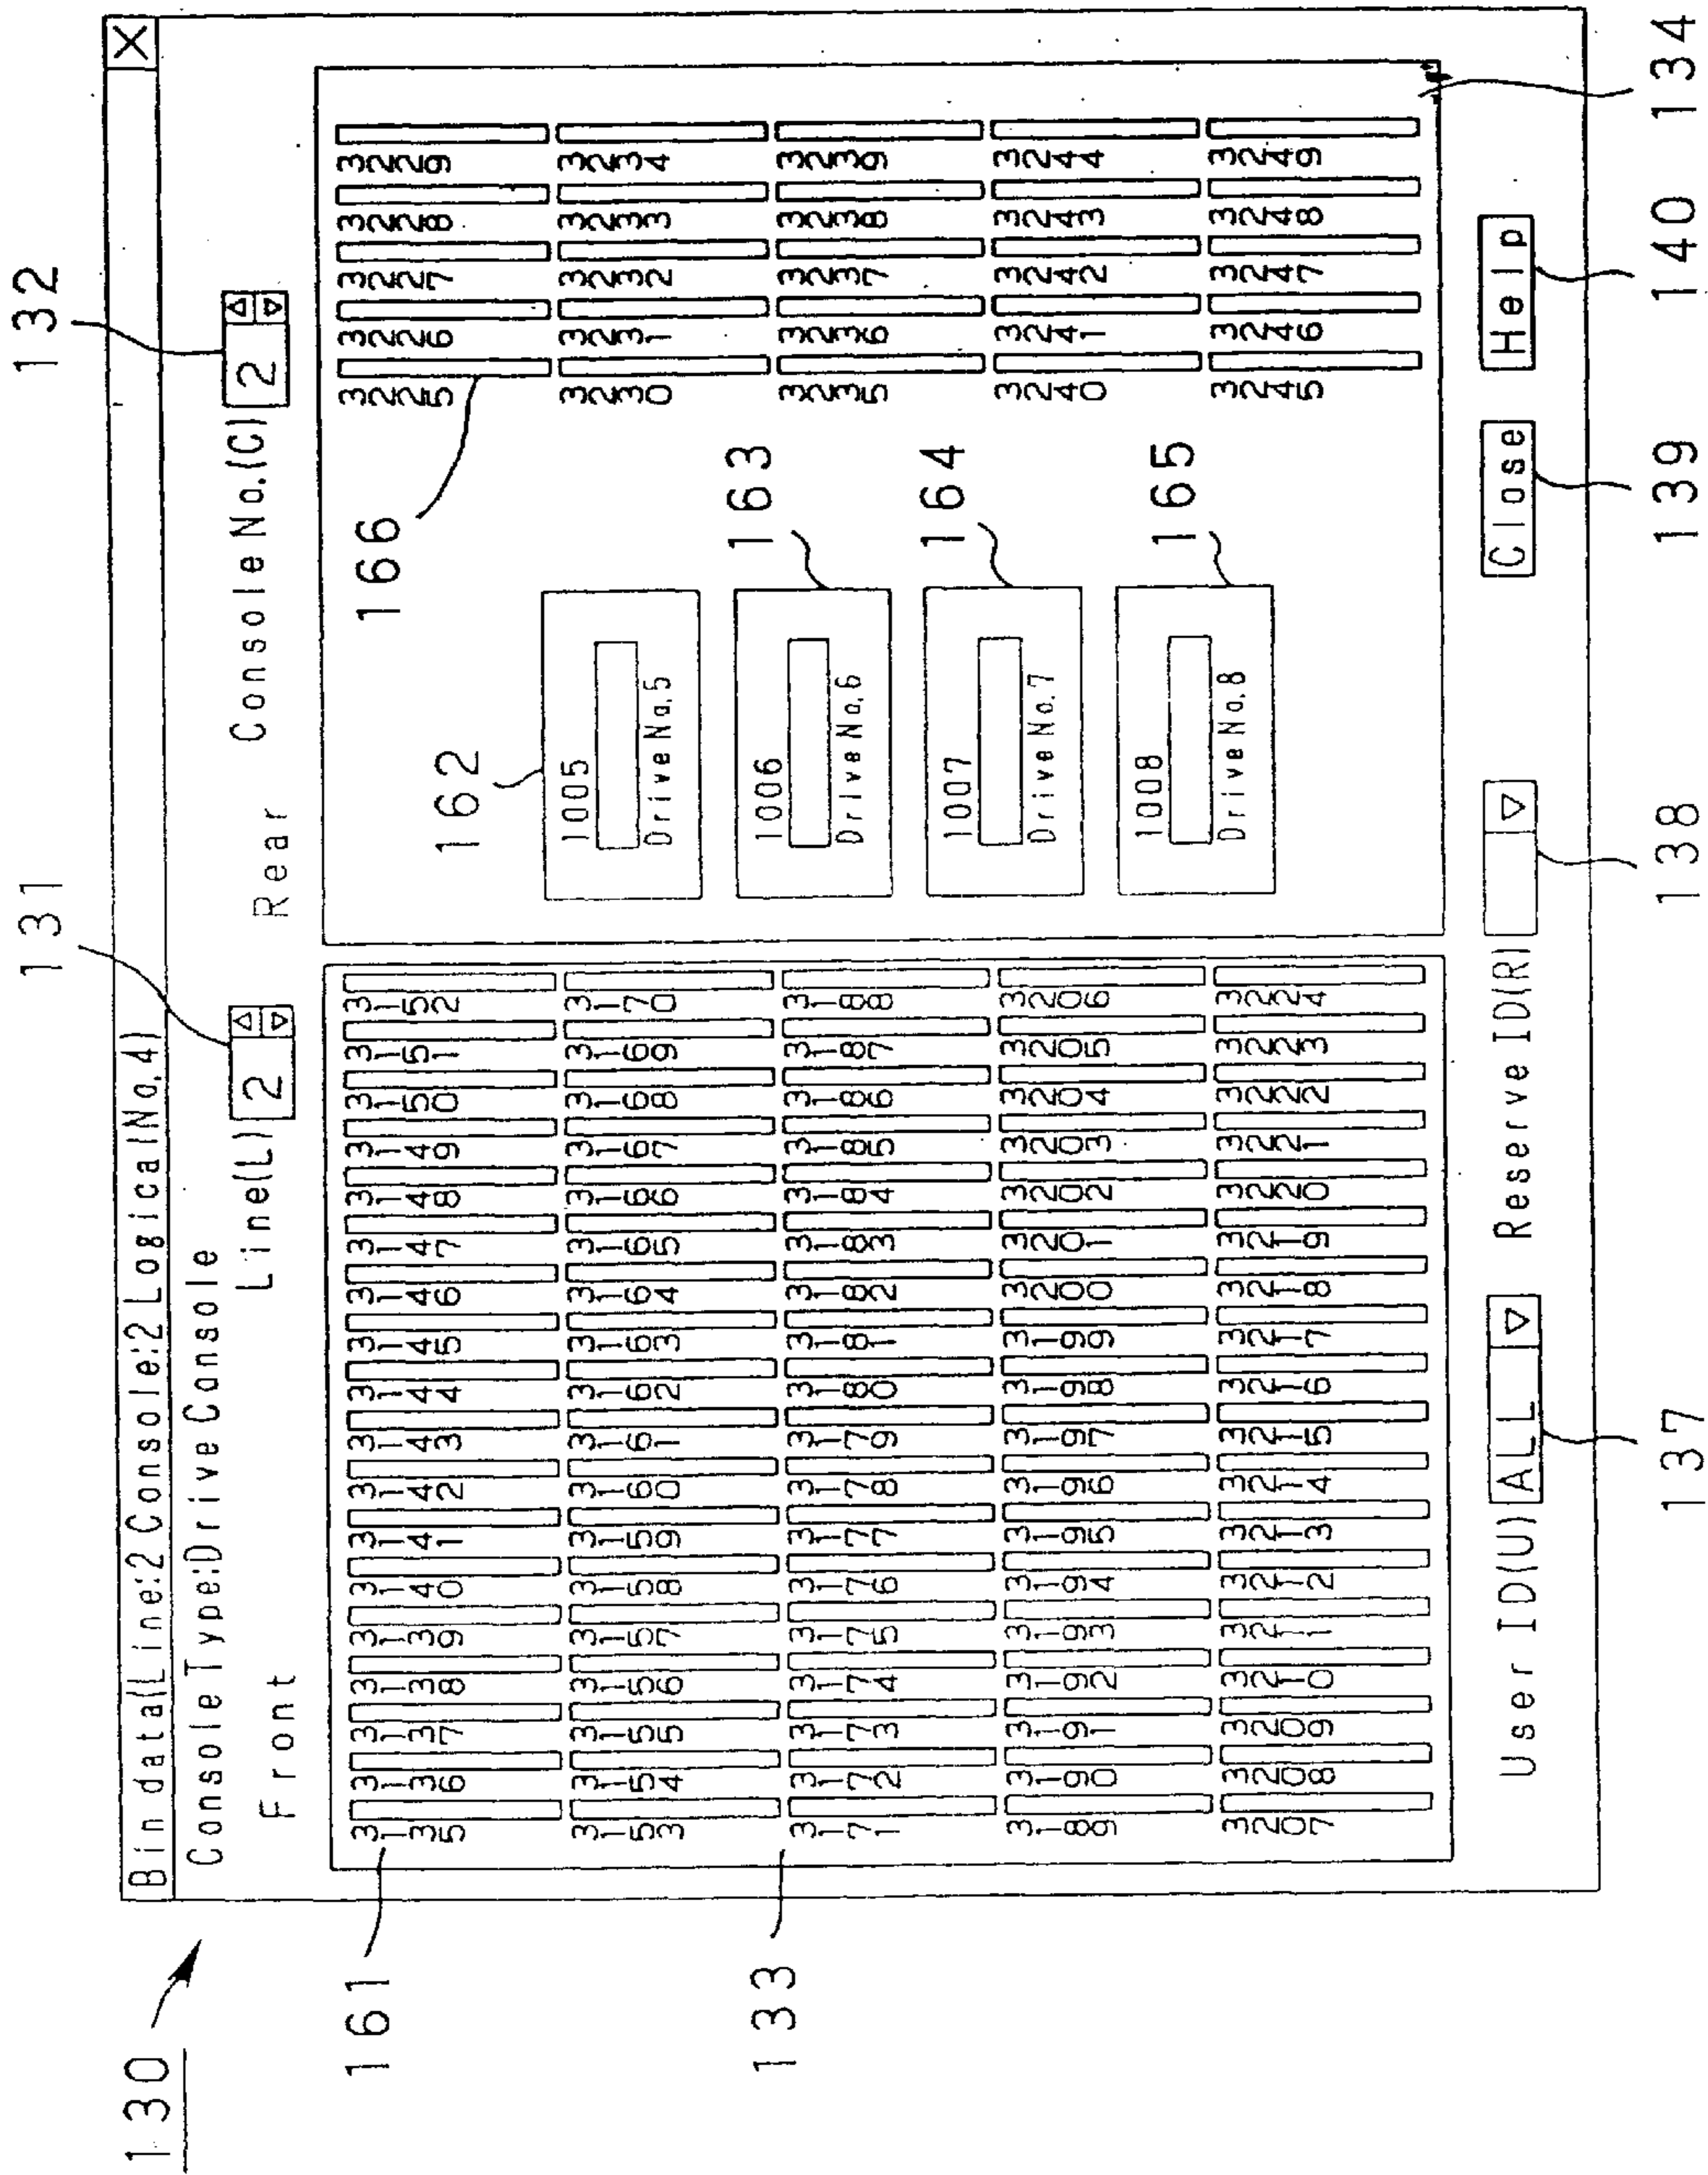 130
131
132
Bin data(Line:2 Console:2 LogicalNo.4) X
Console Type:Drive Console
Line(L) 2 Console No.(C) 2
Front
Rear
3135 3136 3137 3138 3139 3140 3141 3142 3143 3144 3145 3146 3147 3148 3149 3150 3151 3152
3153 3154 3155 3156 3157 3158 3159 3160 3161 3162 3163 3164 3165 3166 3167 3168 3169 3170
3171 3172 3173 3174 3175 3176 3177 3178 3179 3180 3181 3182 3183 3184 3185 3186 3187 3188
3189 3190 3191 3192 3193 3194 3195 3196 3197 3198 3199 3200 3201 3202 3203 3204 3205 3206
3207 3208 3209 3210 3211 3212 3213 3214 3215 3216 3217 3218 3219 3220 3221 3222 3223 3224
161
133
162
1005
Drive No.5
163
1006
Drive No.6
164
1007
Drive No.7
165
1008
Drive No.8
166
3225 3226 3227 3228 3229
3230 3231 3232 3233 3234
3235 3236 3237 3238 3239
3240 3241 3242 3243 3244
3245 3246 3247 3248 3249
User ID(U) ALL Reserve ID(R) Close Help
137
138
139
140
134